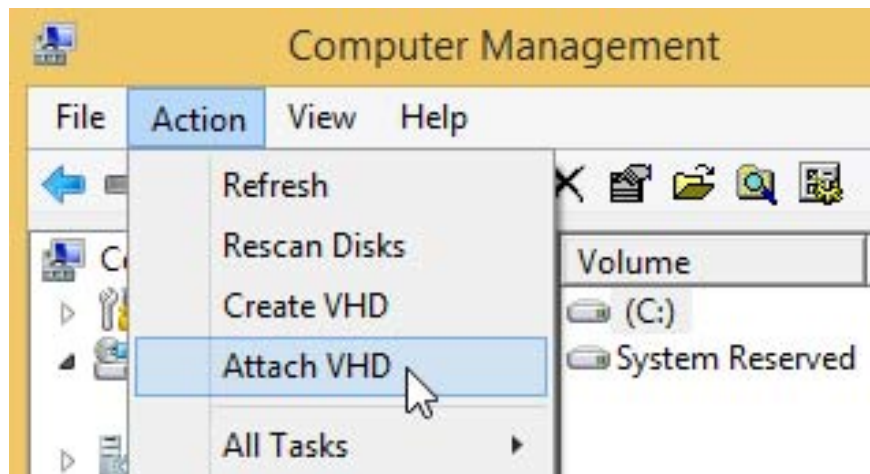 Computer Management
File Action View Help
Refresh
Rescan Disks
Create VHD
Attach VHD
All Tasks
Volume
(C:)
System Reserved